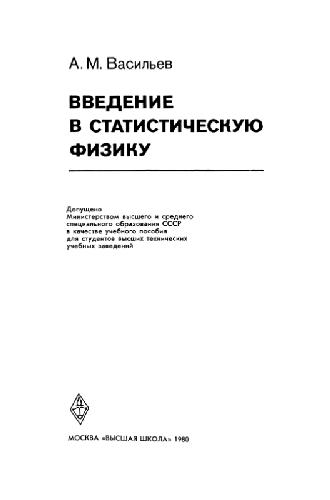 А. М. Васильев
ВВЕДЕНИЕ
В СТАТИСТИЧЕСКУЮ
ФИЗИКУ
Допущено
Министерством высшего и среднего
специального образования СССР
в качестве учебного пособия
для студентов высших технических
учебных заведений
МОСКВА «ВЫСШАЯ ШКОЛА» 1980